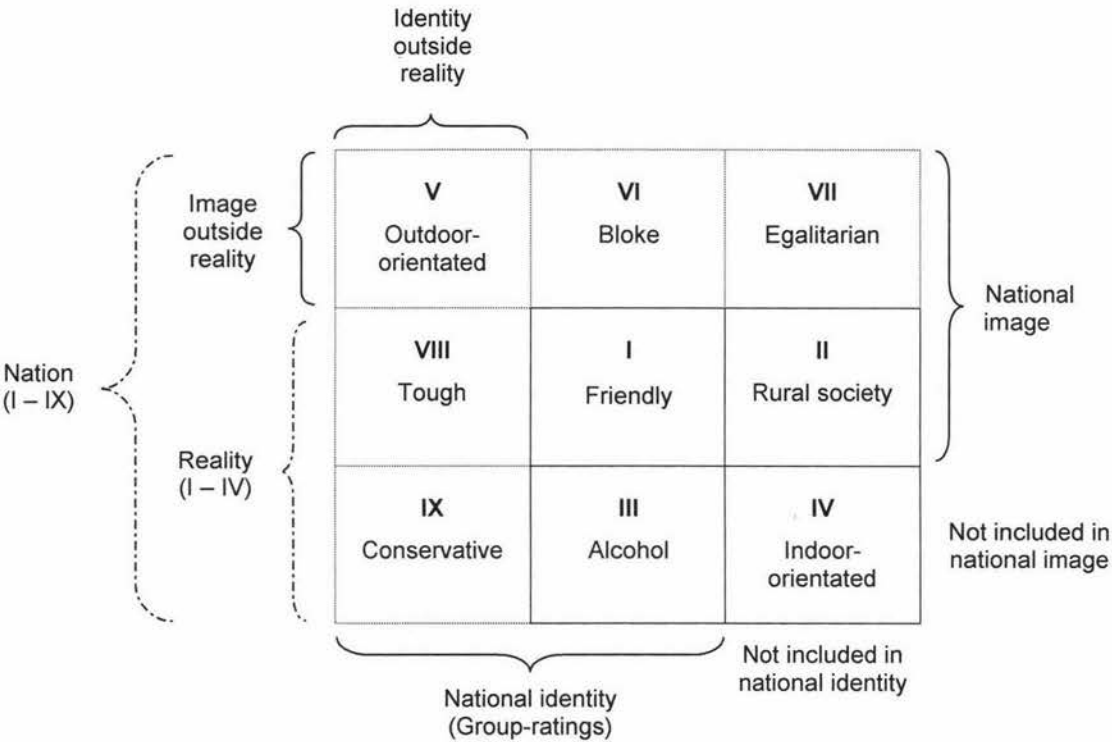 Identity
outside
reality
Image
outside
reality
V
Outdoor-
orientated
VI
Bloke
VII
Egalitarian
National
image
Nation
(I – IX)
VIII
Tough
I
Friendly
II
Rural society
Reality
(I – IV)
IX
Conservative
III
Alcohol
IV
Indoor-
orientated
Not included in
national image
Not included in
national identity
National identity
(Group-ratings)